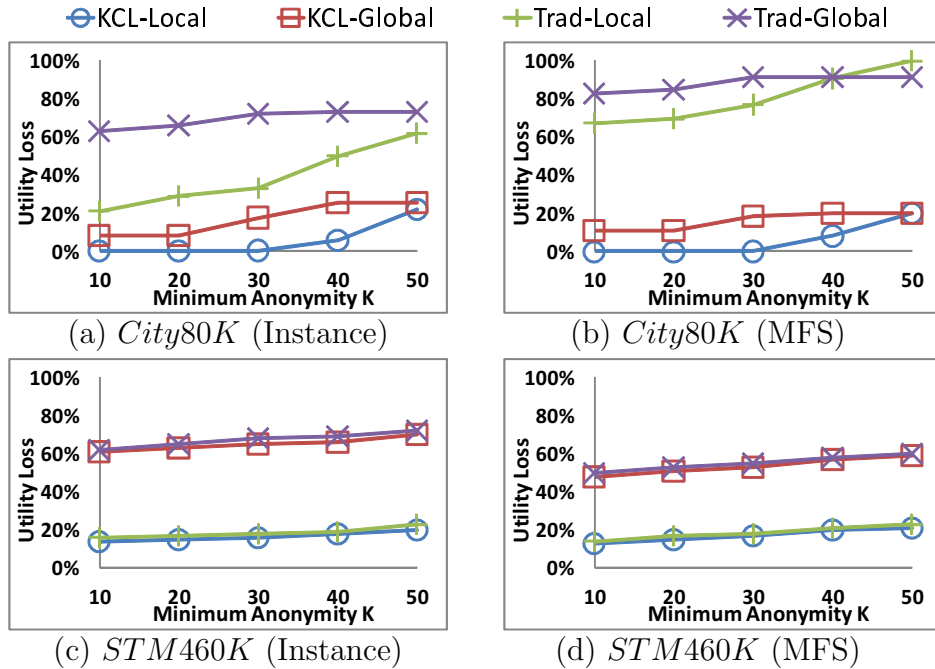 KCL-Local KCL-Global Trad-Local Trad-Global
100%
80%
60%
40%
20%
0%
Utility Loss
10 20 30 40 50
Minimum Anonymity K
(a) City80K (Instance)
100%
80%
60%
40%
20%
0%
Utility Loss
10 20 30 40 50
Minimum Anonymity K
(b) City80K (MFS)
100%
80%
60%
40%
20%
0%
Utility Loss
10 20 30 40 50
Minimum Anonymity K
(c) STM460K (Instance)
100%
80%
60%
40%
20%
0%
Utility Loss
10 20 30 40 50
Minimum Anonymity K
(d) STM460K (MFS)